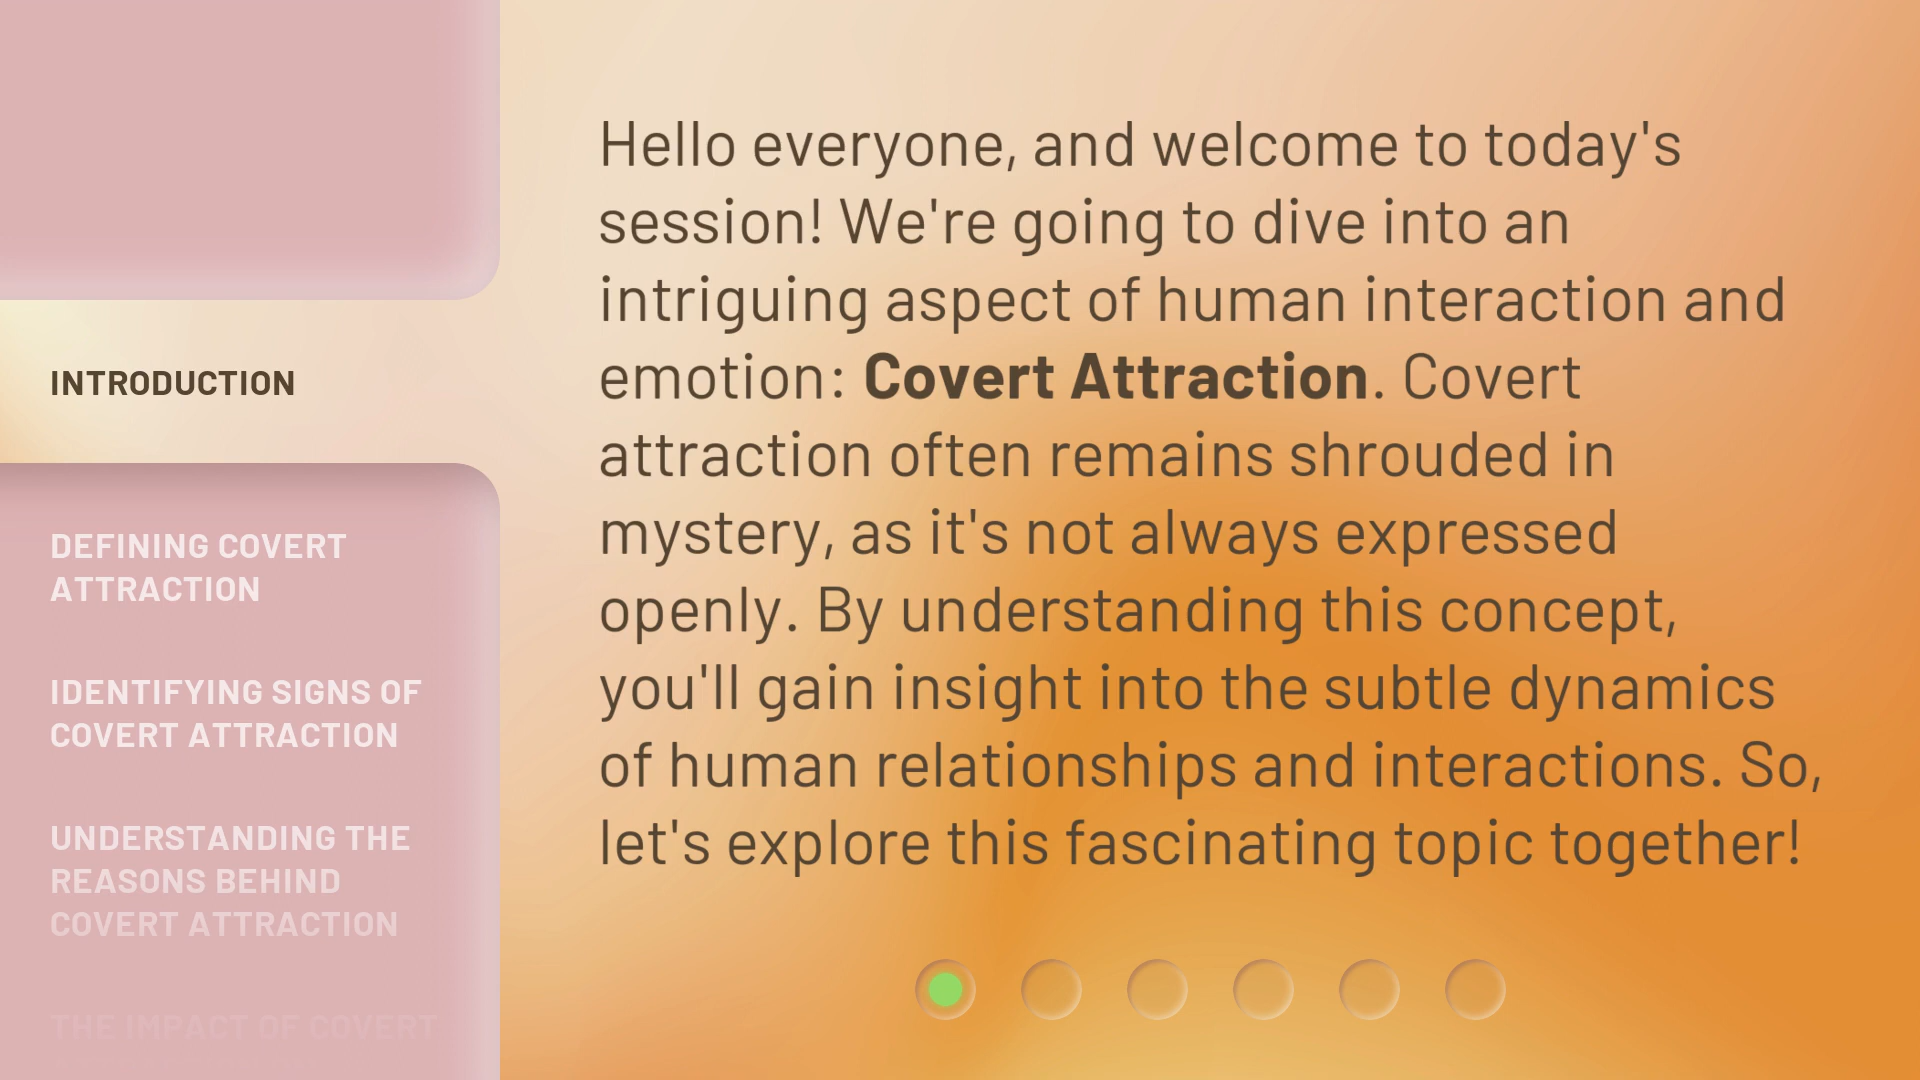 INTRODUCTION
DEFINING COVERT
ATTRACTION
IDENTIFYING SIGNS OF
COVERT ATTRACTION
UNDERSTANDING THE
REASONS BEHIND
COVERT ATTRACTION
THE IMPACT OF COVERT
Hello everyone, and welcome to today's
session! We're going to dive into an
intriguing aspect of human interaction and
emotion: Covert Attraction. Covert
attraction often remains shrouded in
mystery, as it's not always expressed
openly. By understanding this concept,
you'll gain insight into the subtle dynamics
of human relationships and interactions. So,
let's explore this fascinating topic together!